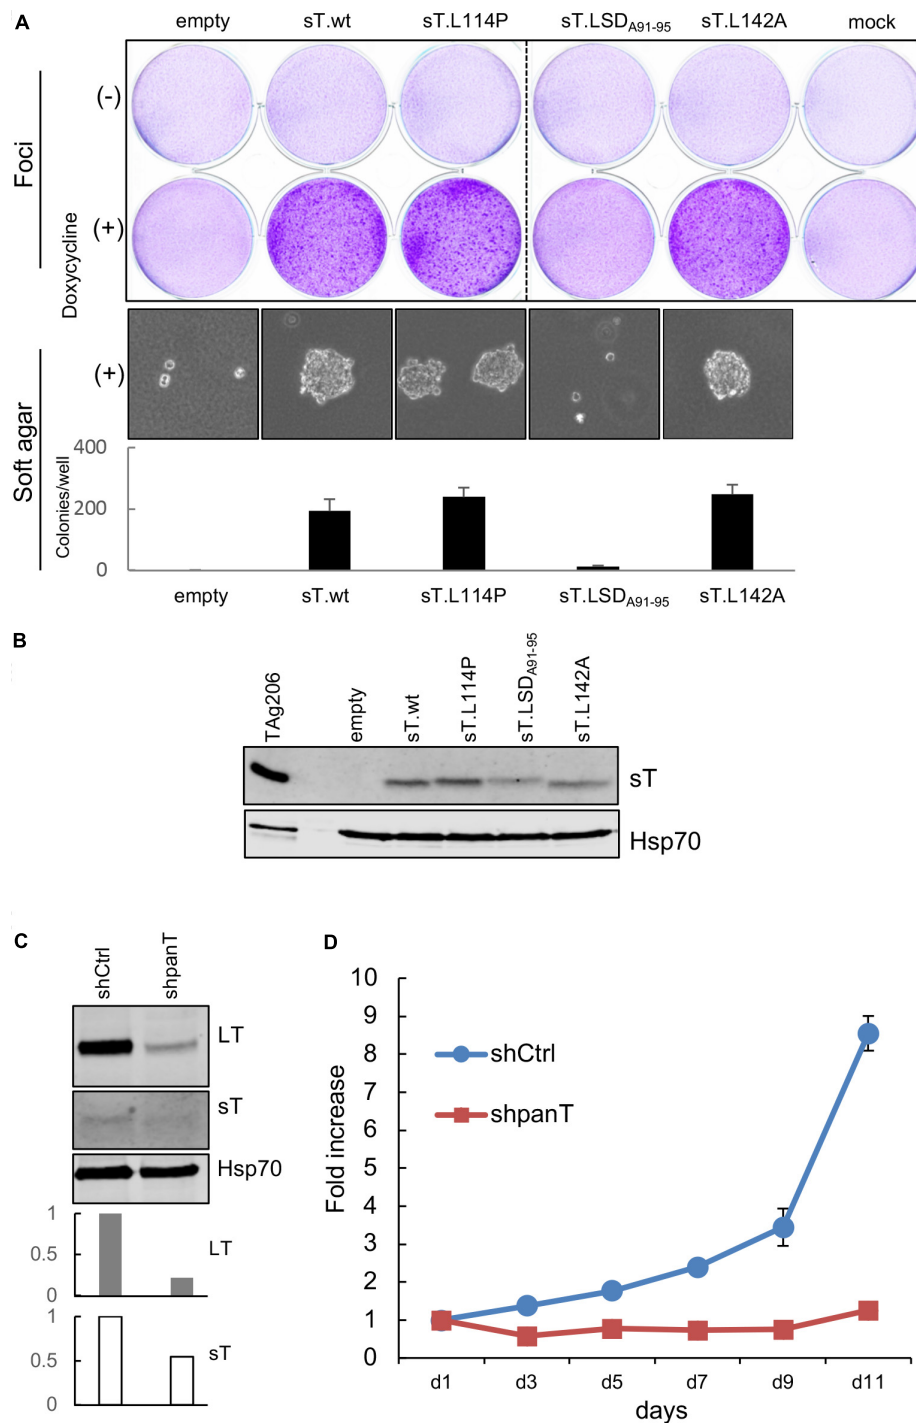 A
empty sT.wt sT.L114P sT.LSDA91-95 sT.L142A mock
Foci
(-)
(+)
Doxycycline
Soft agar
(+)
Colonies/well
400
200
0
empty sT.wt sT.L114P sT.LSDA91-95 sT.L142A
B
TAg206 empty sT.wt sT.L114P sT.LSDA91-95 sT.L142A
sT
Hsp70
C
shCtrl shpanT
LT
sT
Hsp70
1
0.5
0
LT
1
0.5
0
sT
D
Fold increase
10
9
8
7
6
5
4
3
2
1
0
shCtrl
shpanT
d1 d3 d5 d7 d9 d11
days